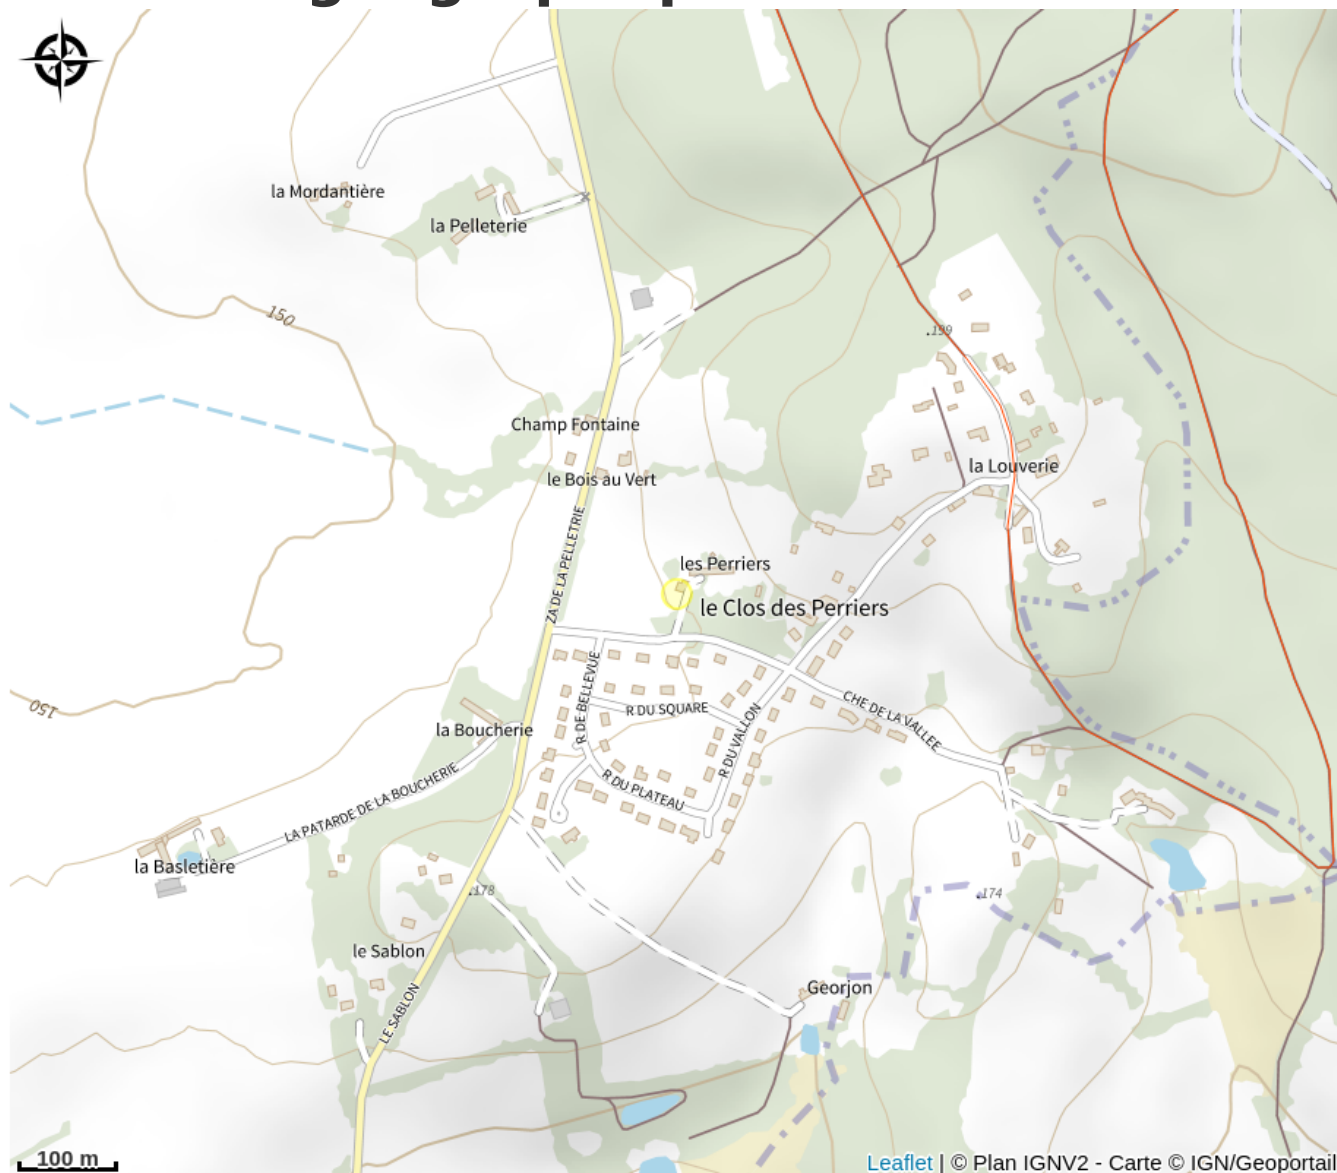 la Mordantière
la Pelleterie
150
.199
Champ Fontaine
la Louverie
le Bois au Vert
ZA DE LA PELLETRIE
les Perriers
le Clos des Perriers
R DE BELLEVUE
150
R DU SQUARE
CHE DE LA VALLEE
la Boucherie
R DU VALLON
R DU PLATEAU
LA PATARDE DE LA BOUCHERIE
la Basletière
.178
.174
le Sablon
Georjon
LE SABLON
100 m
Leaflet | © Plan IGNV2 - Carte © IGN/Geoportail